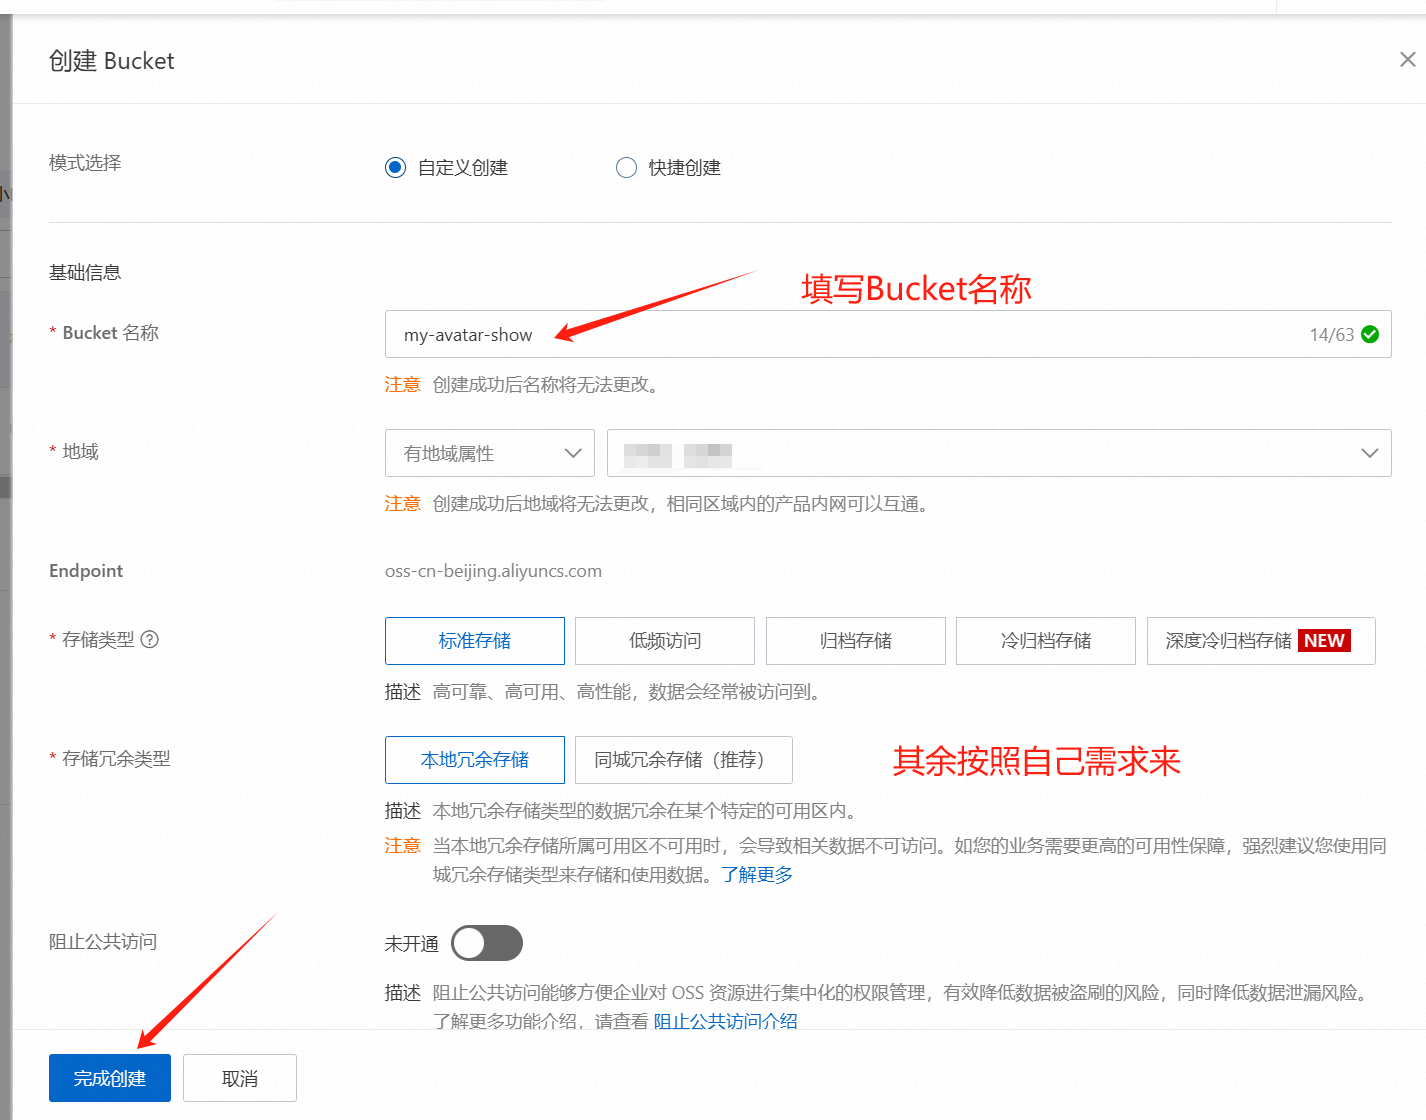 创建 Bucket
模式选择
自定义创建
快捷创建
基础信息
填写Bucket名称
* Bucket 名称
my-avatar-show
14/63
注意 创建成功后名称将无法更改。
* 地域
有地域属性
注意 创建成功后地域将无法更改，相同区域内的产品内网可以互通。
Endpoint
oss-cn-beijing.aliyuncs.com
* 存储类型 ?
标准存储
低频访问
归档存储
冷归档存储
深度冷归档存储 NEW
描述 高可靠、高可用、高性能，数据会经常被访问到。
* 存储冗余类型
本地冗余存储
同城冗余存储（推荐）
其余按照自己需求来
描述 本地冗余存储类型的数据冗余在某个特定的可用区内。
注意 当本地冗余存储所属可用区不可用时，会导致相关数据不可访问。如您的业务需要更高的可用性保障，强烈建议您使用同
城冗余存储类型来存储和使用数据。了解更多
阻止公共访问
未开通
描述 阻止公共访问能够方便企业对 OSS 资源进行集中化的权限管理，有效降低数据被盗刷的风险，同时降低数据泄漏风险。
了解更多功能介绍，请查看 阻止公共访问介绍
完成创建
取消